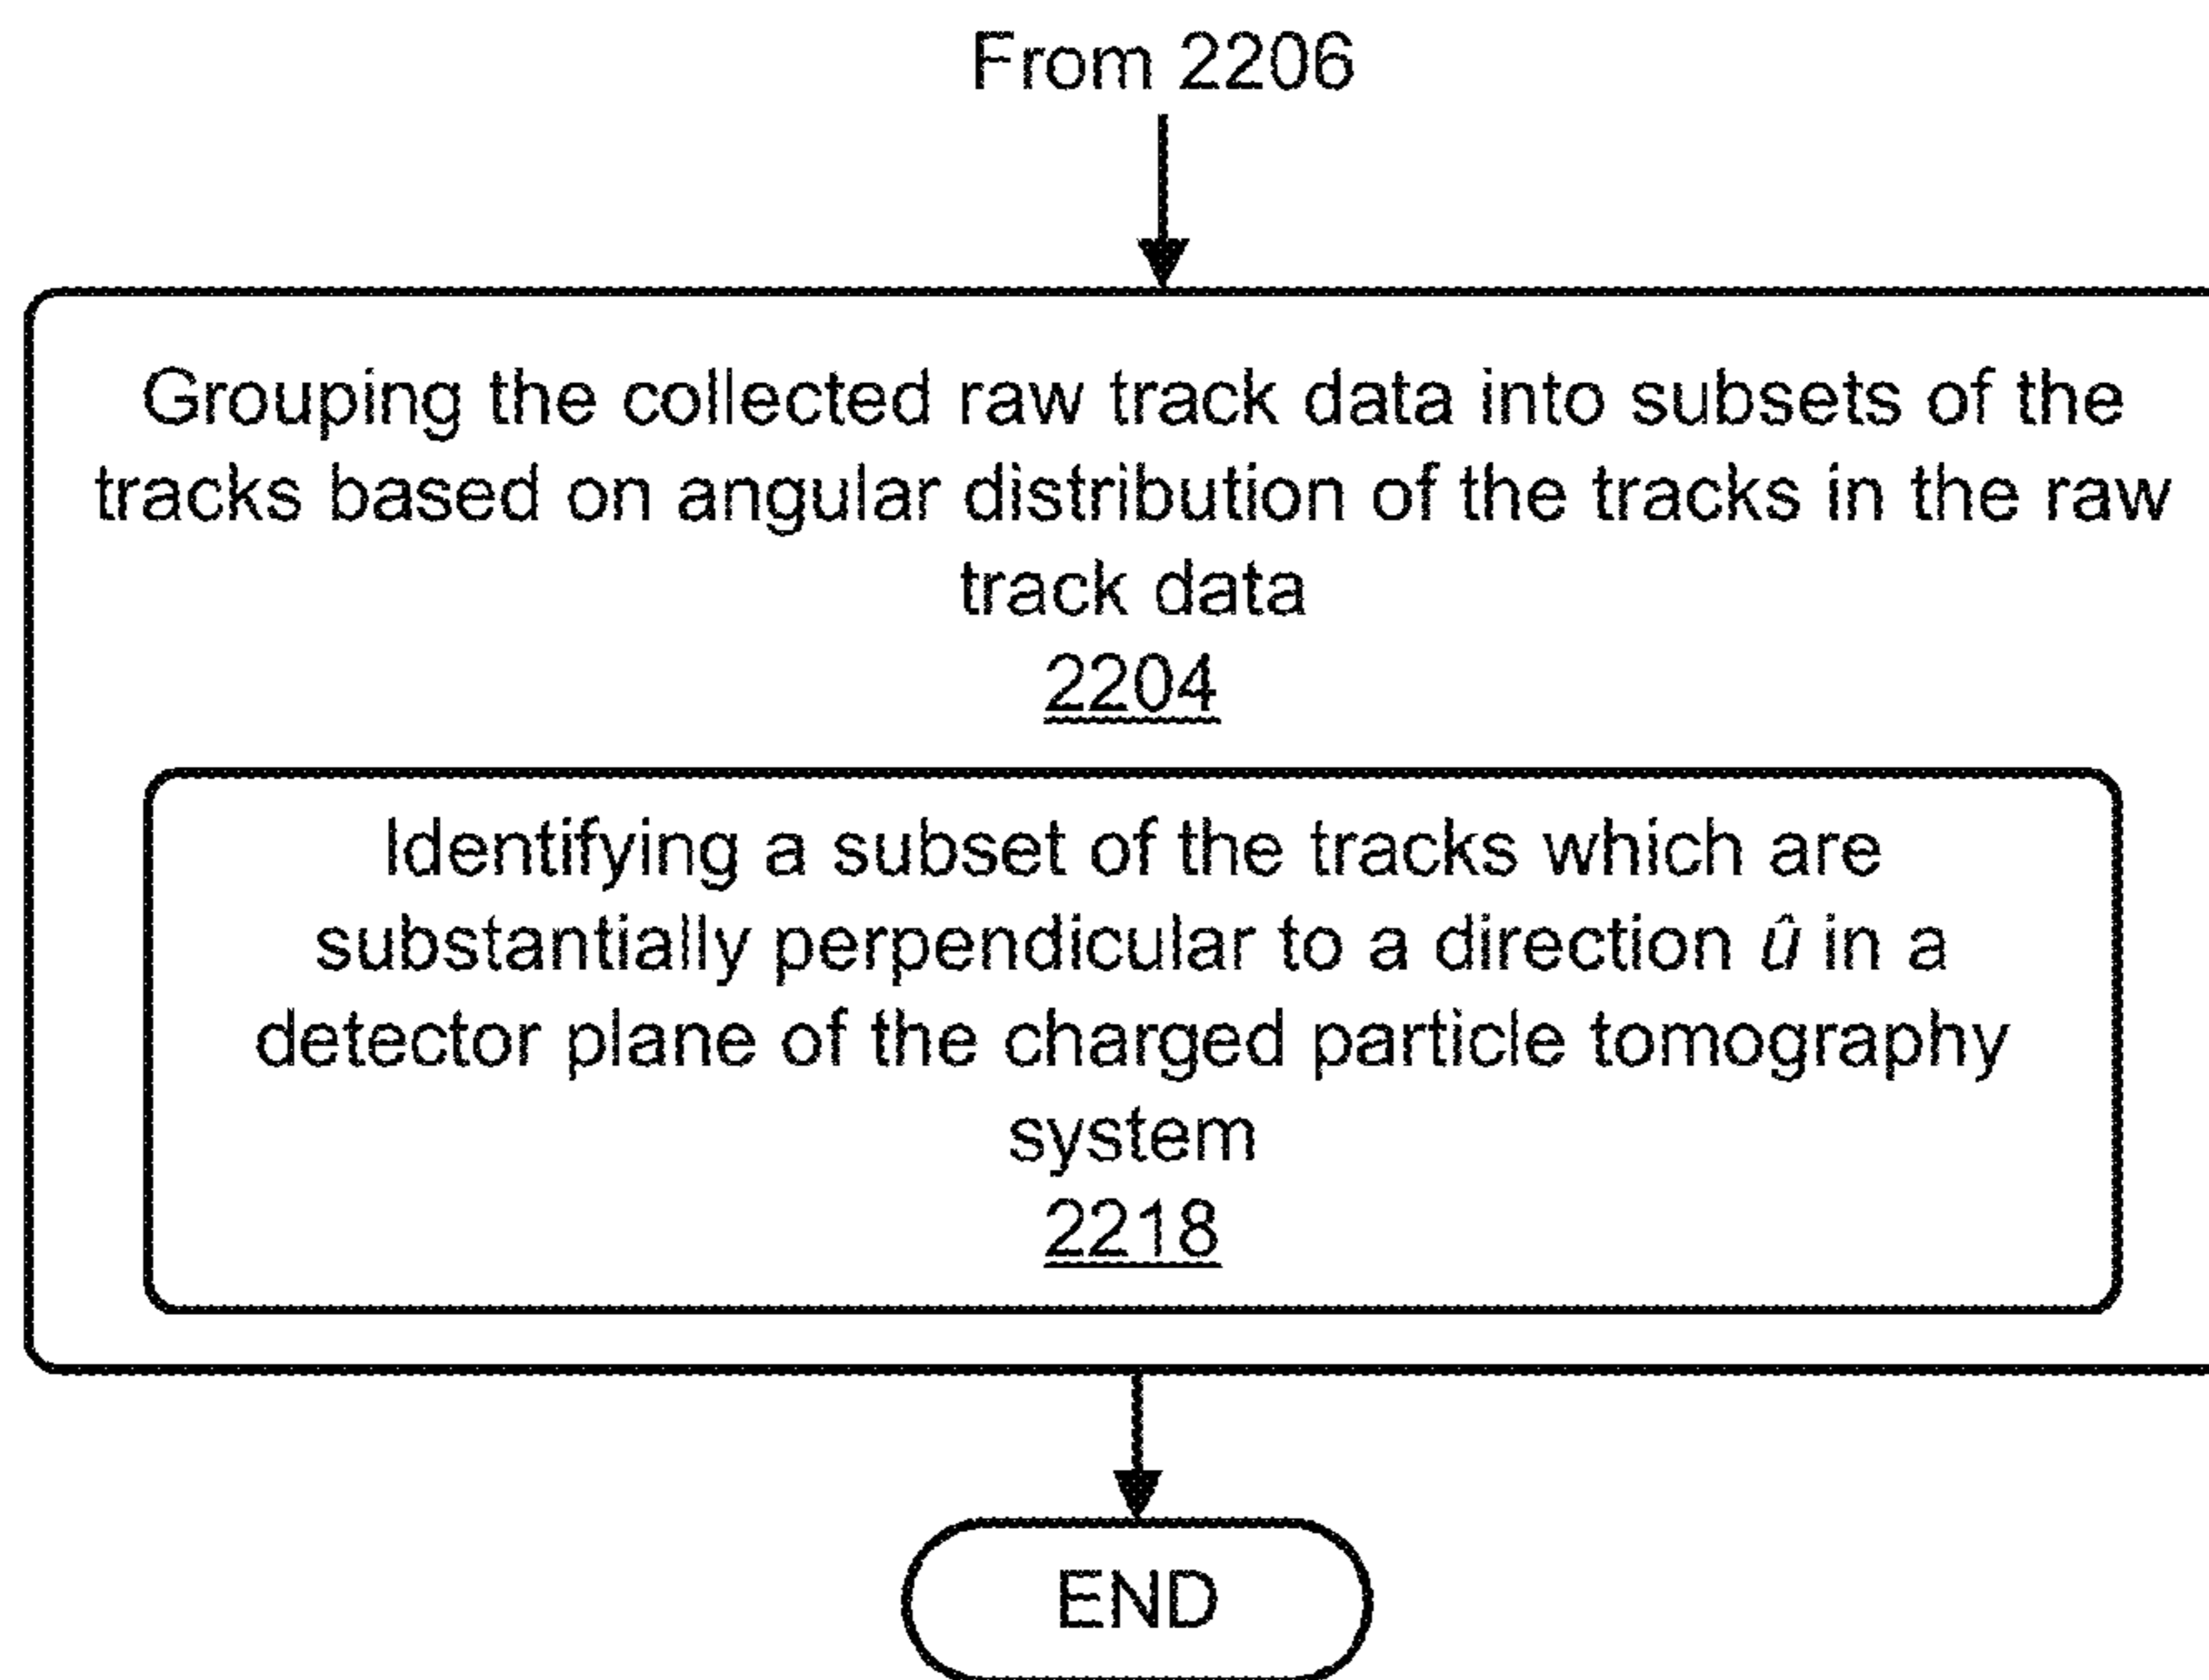 From 2206
Grouping the collected raw track data into subsets of the
tracks based on angular distribution of the tracks in the raw
track data
2204
Identifying a subset of the tracks which are
substantially perpendicular to a direction û in a
detector plane of the charged particle tomography
system
2218
END